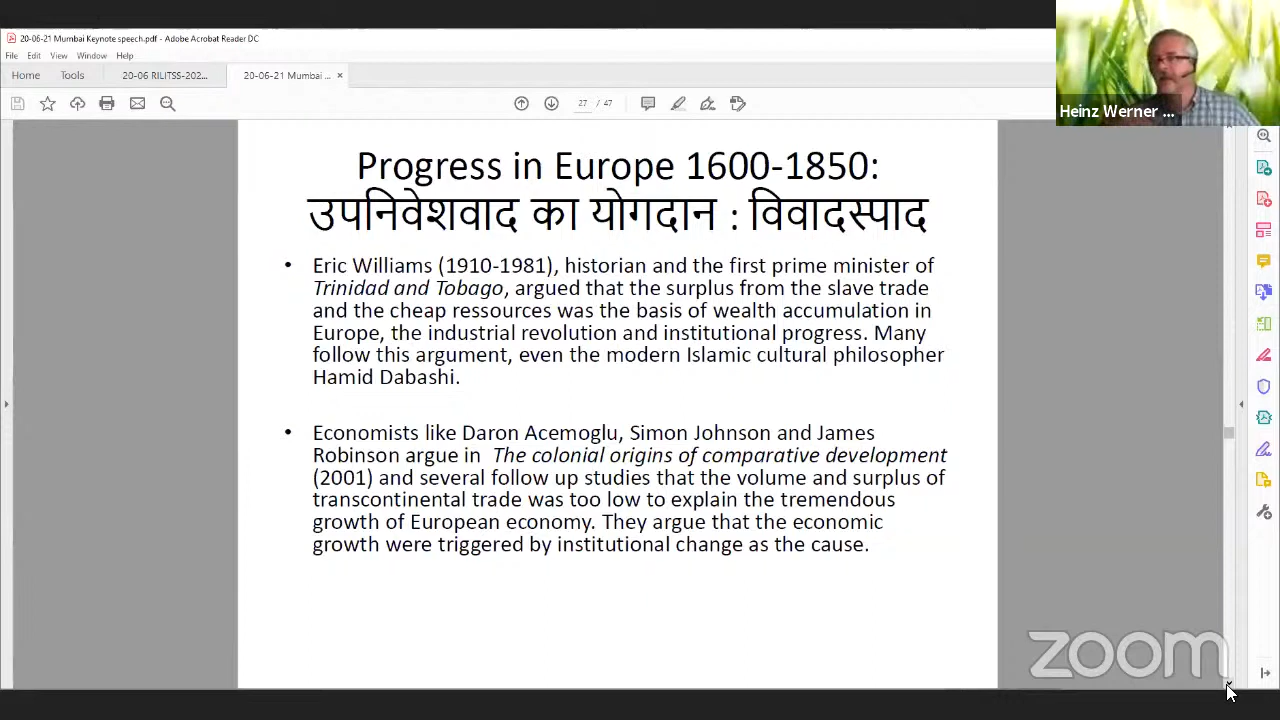 20-06-21 Mumbai Keynote speech.pdf - Adobe Acrobat Reader DC
File Edit View Window Help
Home Tools 20-06 RILITSS-202... 20-06-21 Mumbai ... ×
27 / 47
Heinz Werner ...
Progress in Europe 1600-1850:
उपनिवेशवाद का योगदान : विवादस्पाद
• Eric Williams (1910-1981), historian and the first prime minister of
Trinidad and Tobago, argued that the surplus from the slave trade
and the cheap ressources was the basis of wealth accumulation in
Europe, the industrial revolution and institutional progress. Many
follow this argument, even the modern Islamic cultural philosopher
Hamid Dabashi.
• Economists like Daron Acemoglu, Simon Johnson and James
Robinson argue in The colonial origins of comparative development
(2001) and several follow up studies that the volume and surplus of
transcontinental trade was too low to explain the tremendous
growth of European economy. They argue that the economic
growth were triggered by institutional change as the cause.
zoom